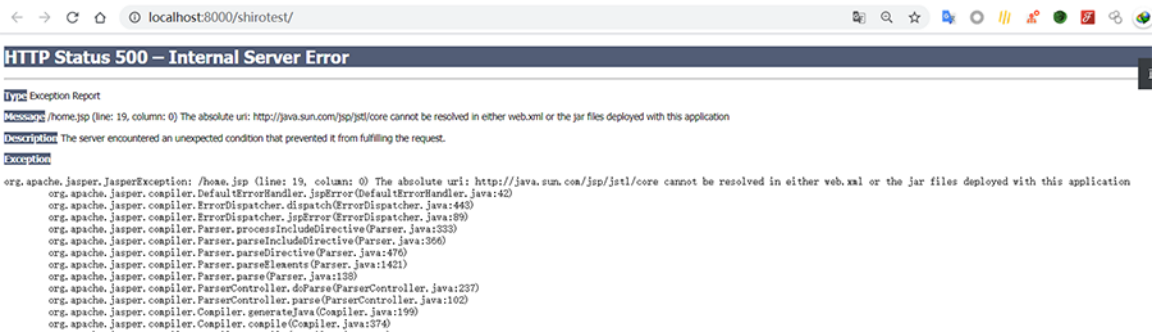 localhost:8000/shirotest/
HTTP Status 500 – Internal Server Error
Type Exception Report
Message /home.jsp (line: 19, column: 0) The absolute uri: http://java.sun.com/jsp/jstl/core cannot be resolved in either web.xml or the jar files deployed with this application
Description The server encountered an unexpected condition that prevented it from fulfilling the request.
Exception
org.apache.jasper.JasperException: /home.jsp (line: 19, column: 0) The absolute uri: http://java.sun.com/jsp/jstl/core cannot be resolved in either web.xml or the jar files deployed with this application
org.apache.jasper.compiler.DefaultErrorHandler.jspError(DefaultErrorHandler.java:42)
org.apache.jasper.compiler.ErrorDispatcher.dispatch(ErrorDispatcher.java:443)
org.apache.jasper.compiler.ErrorDispatcher.jspError(ErrorDispatcher.java:89)
org.apache.jasper.compiler.Parser.processIncludeDirective(Parser.java:333)
org.apache.jasper.compiler.Parser.parseIncludeDirective(Parser.java:366)
org.apache.jasper.compiler.Parser.parseDirective(Parser.java:476)
org.apache.jasper.compiler.Parser.parseElements(Parser.java:1421)
org.apache.jasper.compiler.Parser.parse(Parser.java:138)
org.apache.jasper.compiler.ParserController.doParse(ParserController.java:237)
org.apache.jasper.compiler.ParserController.parse(ParserController.java:102)
org.apache.jasper.compiler.Compiler.generateJava(Compiler.java:199)
org.apache.jasper.compiler.Compiler.compile(Compiler.java:374)